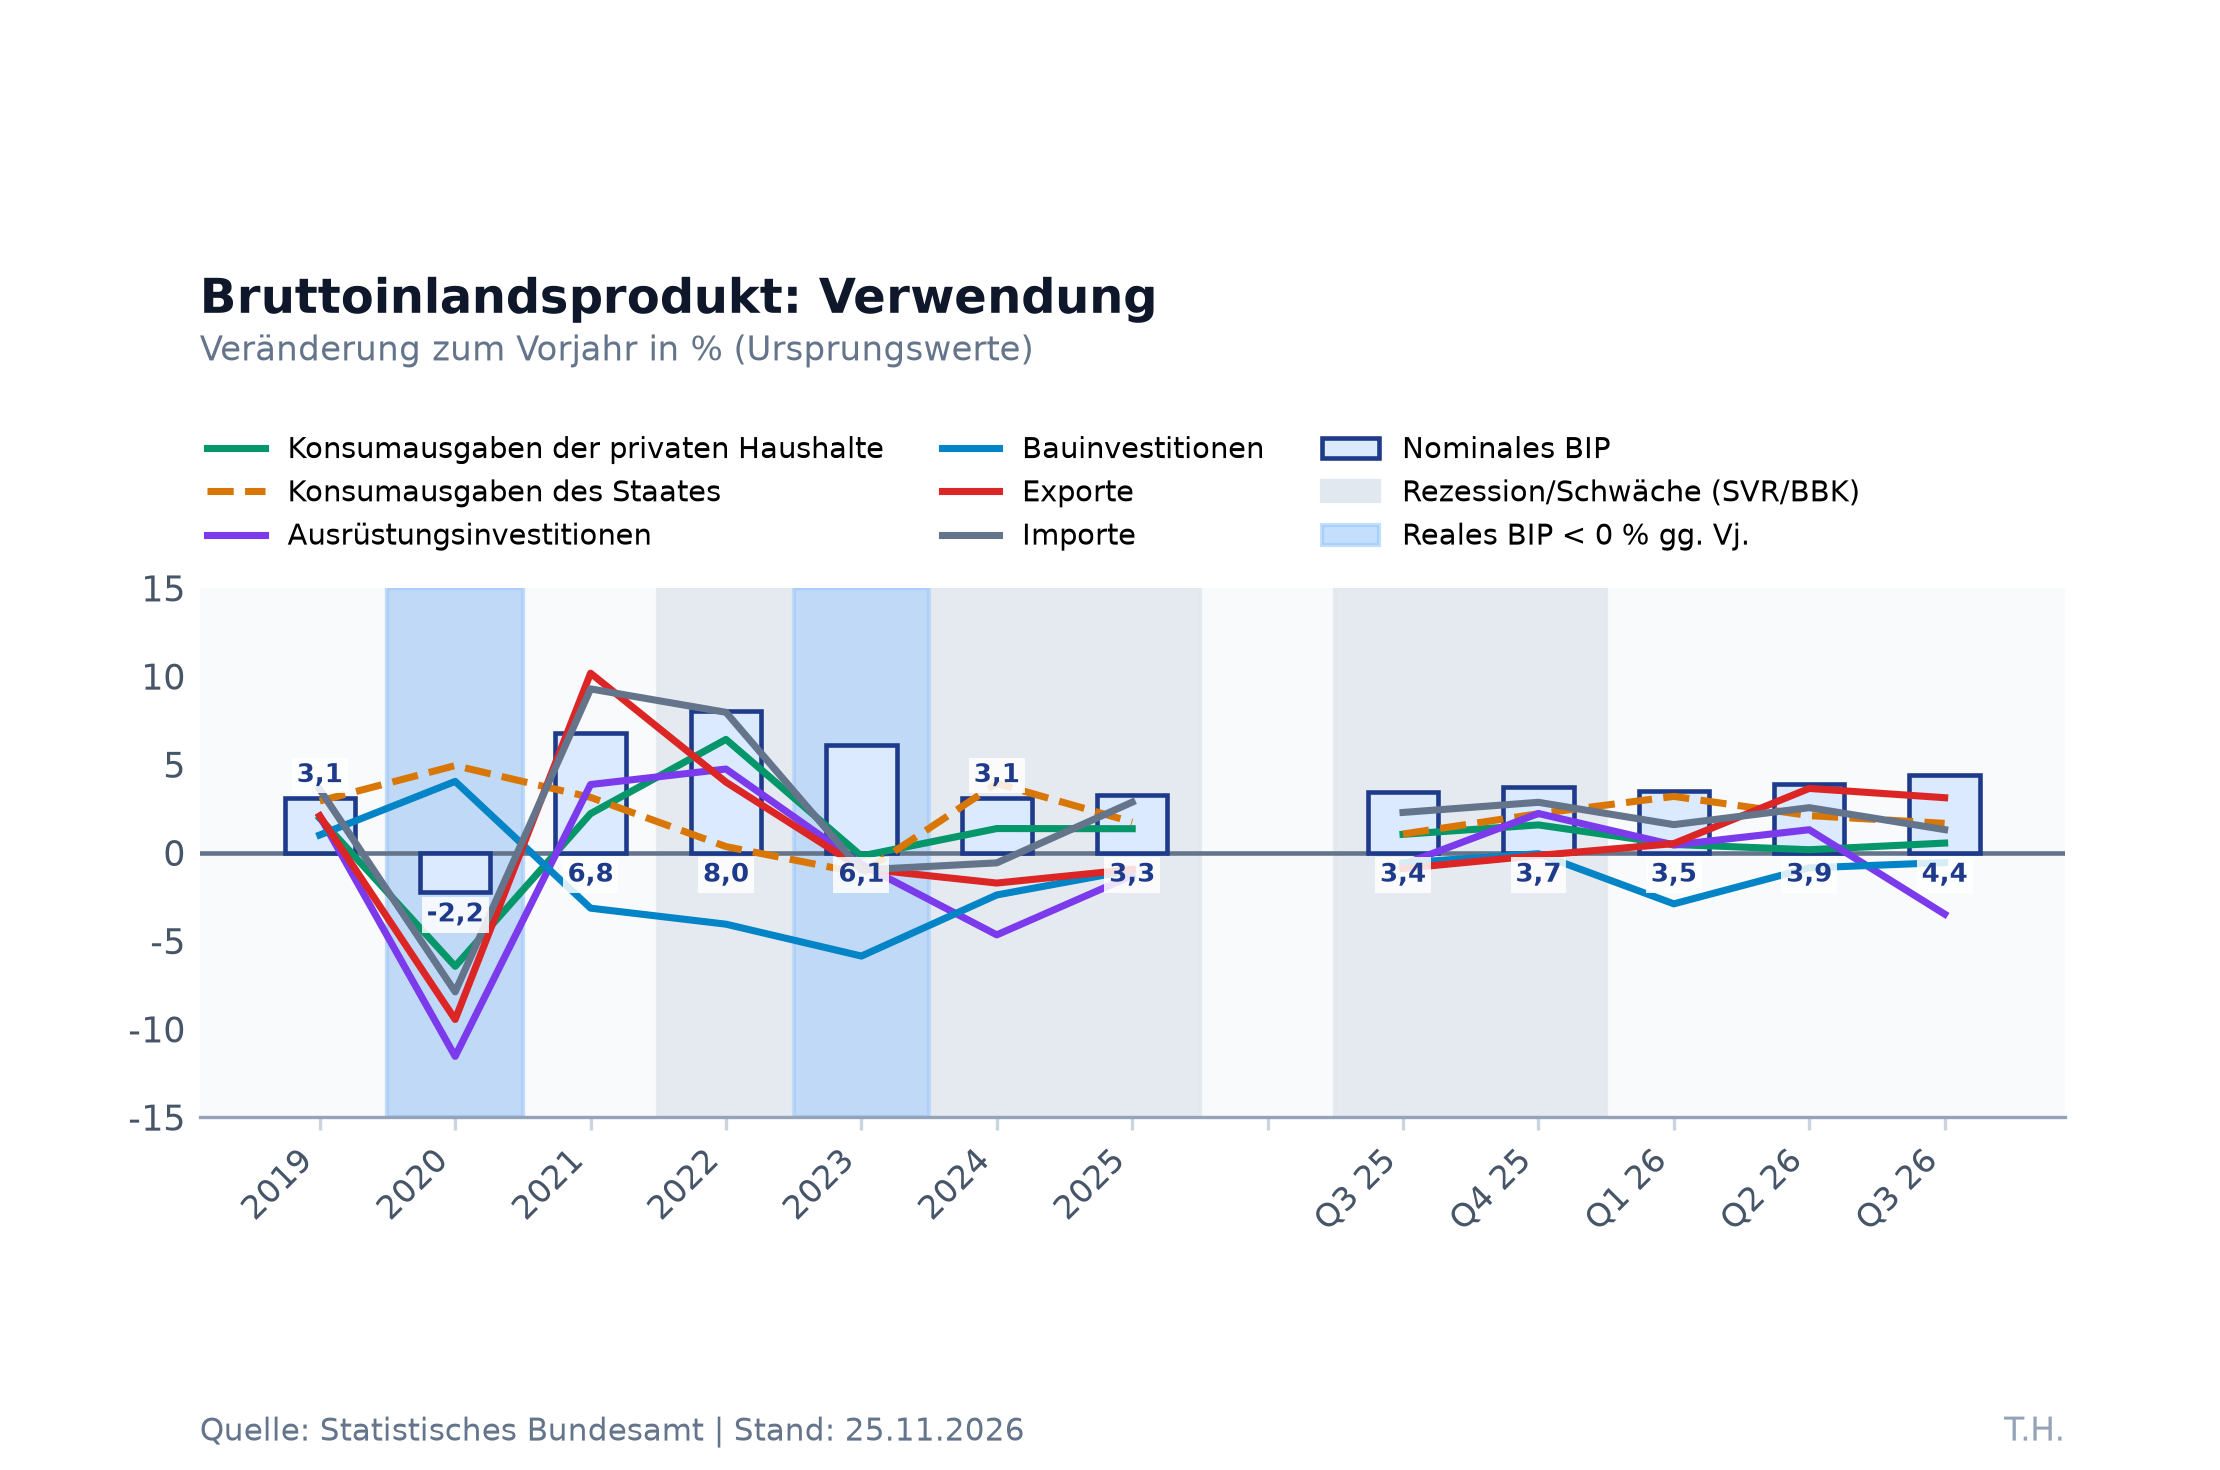 Bruttoinlandsprodukt: Verwendung
Veränderung zum Vorjahr in % (Ursprungswerte)
Konsumausgaben der privaten Haushalte
Konsumausgaben des Staates
Ausrüstungsinvestitionen
Bauinvestitionen
Exporte
Importe
Nominales BIP
Rezession/Schwäche (SVR/BBK)
Reales BIP < 0 % gg. Vj.
15
10
5
0
-5
-10
-15
3,1
-2,2
6,8
8,0
6,1
3,1
3,3
3,4
3,7
3,5
3,9
4,4
2019
2020
2021
2022
2023
2024
2025
Q3 25
Q4 25
Q1 26
Q2 26
Q3 26
Quelle: Statistisches Bundesamt | Stand: 25.11.2026
T.H.